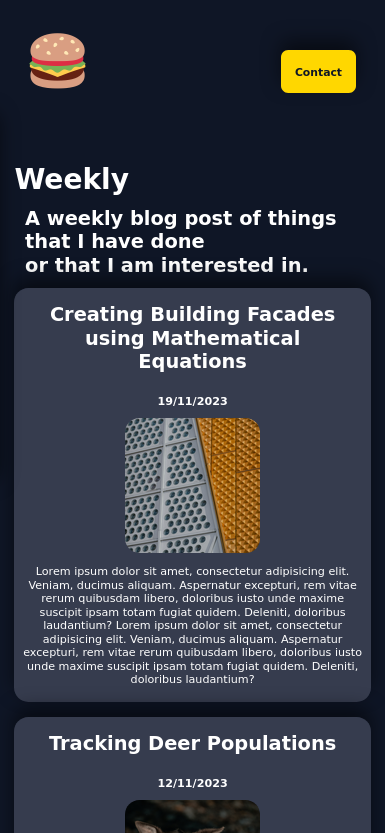 Contact
Weekly
A weekly blog post of things
that I have done
or that I am interested in.
Creating Building Facades
using Mathematical
Equations
19/11/2023
Lorem ipsum dolor sit amet, consectetur adipisicing elit.
Veniam, ducimus aliquam. Aspernatur excepturi, rem vitae
rerum quibusdam libero, doloribus iusto unde maxime
suscipit ipsam totam fugiat quidem. Deleniti, doloribus
laudantium? Lorem ipsum dolor sit amet, consectetur
adipisicing elit. Veniam, ducimus aliquam. Aspernatur
excepturi, rem vitae rerum quibusdam libero, doloribus iusto
unde maxime suscipit ipsam totam fugiat quidem. Deleniti,
doloribus laudantium?
Tracking Deer Populations
12/11/2023